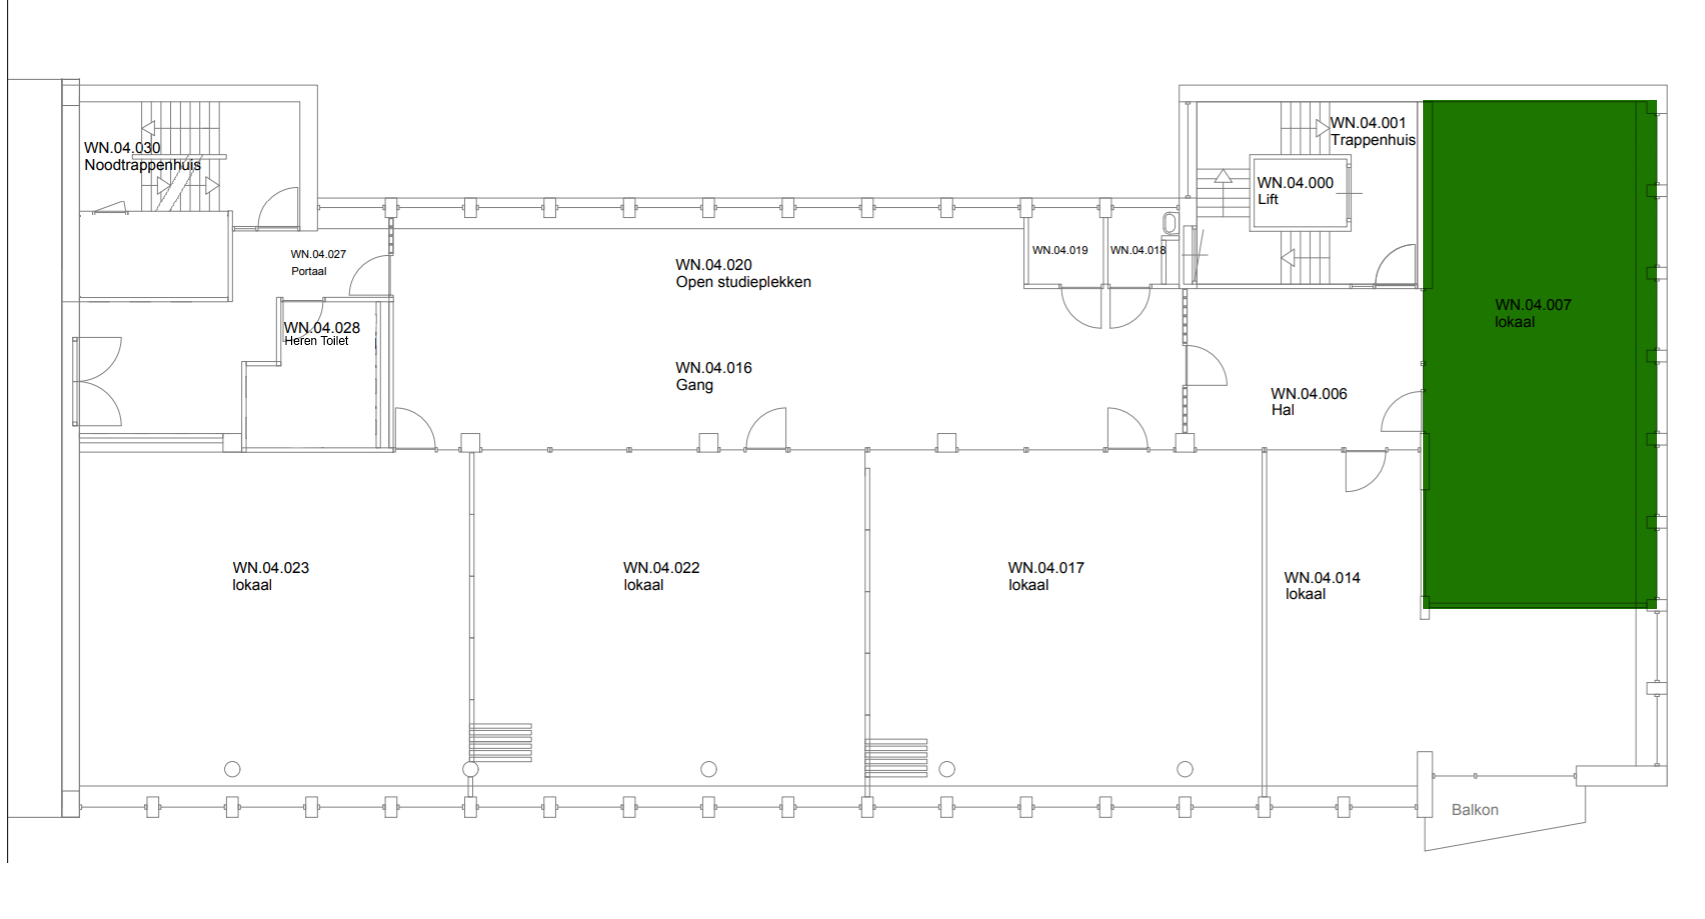 WN.04.030
Noodtrappenhuis
WN.04.001
Trappenhuis
WN.04.000
Lift
WN.04.027
Portaal
WN.04.020
Open studieplekken
WN.04.019
WN.04.018
WN.04.007
lokaal
WN.04.028
Heren Toilet
WN.04.016
Gang
WN.04.006
Hal
WN.04.023
lokaal
WN.04.022
lokaal
WN.04.017
lokaal
WN.04.014
lokaal
Balkon